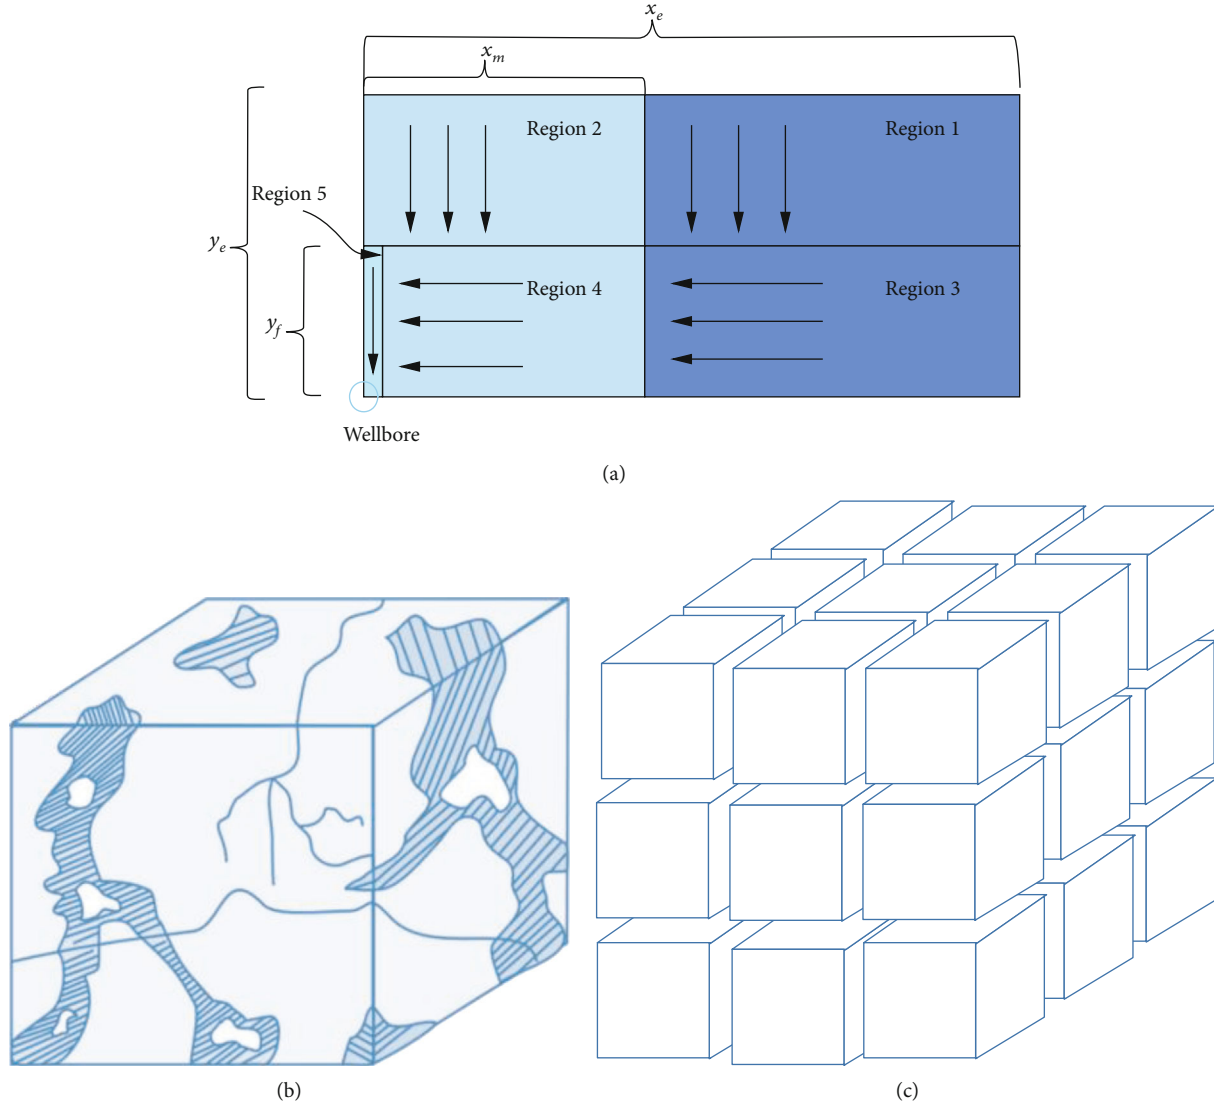 x_e
x_m
Region 2
Region 1
Region 5
y_e
Region 4
Region 3
y_f
Wellbore
(a)
(b)
(c)